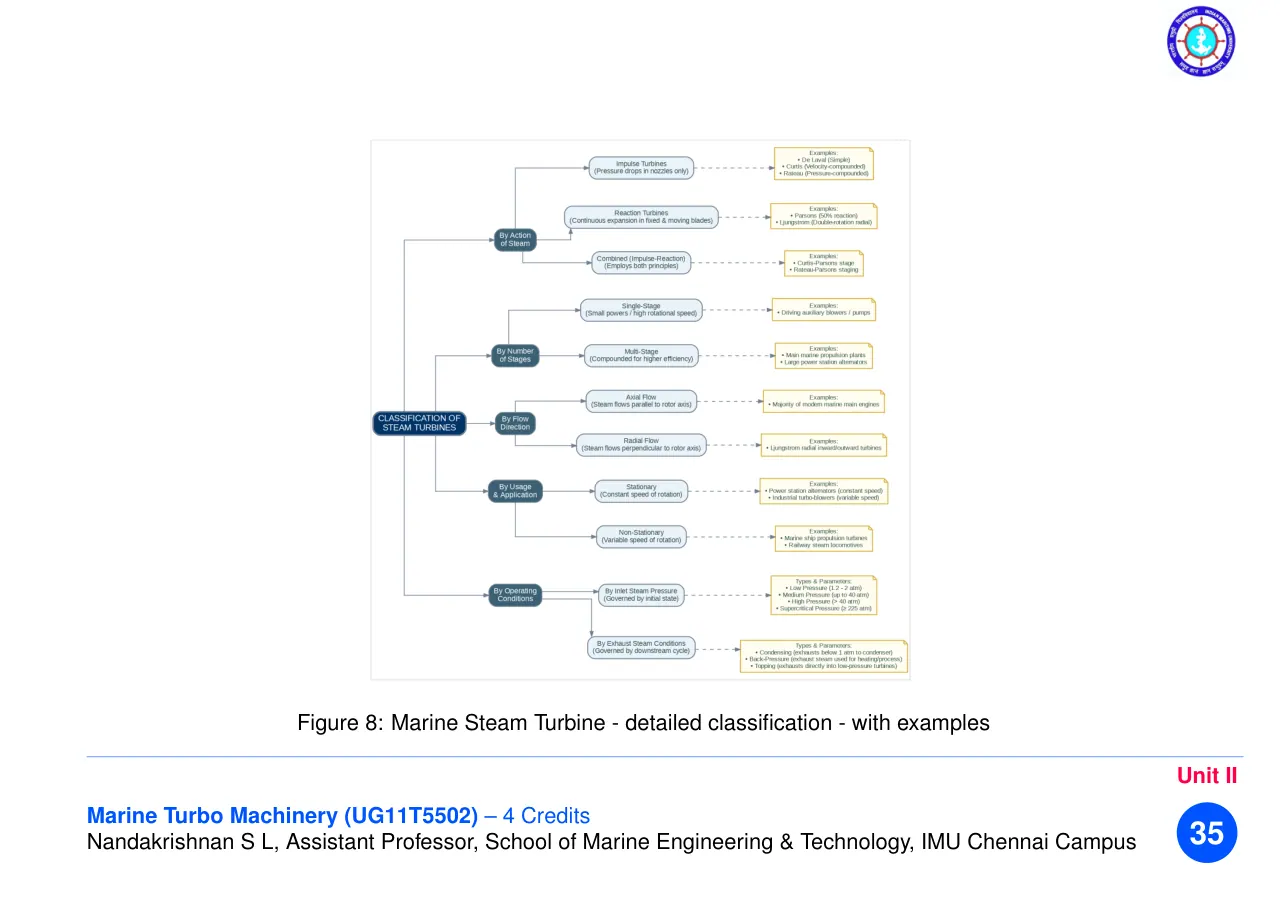 Impulse Turbines
(Pressure drops in nozzles only)
Examples:
• De Laval (Simple)
• Curtis (Velocity-compounded)
• Rateau (Pressure-compounded)
Reaction Turbines
(Continuous expansion in fixed & moving blades)
Examples:
• Parsons (50% reaction)
• Ljungstrom (Double-rotation radial)
By Action
of Steam
Combined (Impulse-Reaction)
(Employs both principles)
Examples:
• Curtis-Parsons stage
• Rateau-Parsons staging
Single-Stage
(Small powers / high rotational speed)
Examples:
• Driving auxiliary blowers / pumps
By Number
of Stages
Multi-Stage
(Compounded for higher efficiency)
Examples:
• Main marine propulsion plants
• Large power station alternators
Axial Flow
(Steam flows parallel to rotor axis)
Examples:
• Majority of modern marine main engines
CLASSIFICATION OF
STEAM TURBINES
By Flow
Direction
Radial Flow
(Steam flows perpendicular to rotor axis)
Examples:
• Ljungstrom radial inward/outward turbines
By Usage
& Application
Stationary
(Constant speed of rotation)
Examples:
• Power station alternators (constant speed)
• Industrial turbo-blowers (variable speed)
Non-Stationary
(Variable speed of rotation)
Examples:
• Marine ship propulsion turbines
• Railway steam locomotives
By Operating
Conditions
By Inlet Steam Pressure
(Governed by initial state)
Types & Parameters:
• Low Pressure (1.2 - 2 atm)
• Medium Pressure (up to 40 atm)
• High Pressure (> 40 atm)
• Supercritical Pressure (≥ 225 atm)
By Exhaust Steam Conditions
(Governed by downstream cycle)
Types & Parameters:
• Condensing (exhausts below 1 atm to condenser)
• Back-Pressure (exhaust steam used for heating/process)
• Topping (exhausts directly into low-pressure turbines)
Figure 8: Marine Steam Turbine - detailed classification - with examples
Unit II
Marine Turbo Machinery (UG11T5502) – 4 Credits
Nandakrishnan S L, Assistant Professor, School of Marine Engineering & Technology, IMU Chennai Campus
35